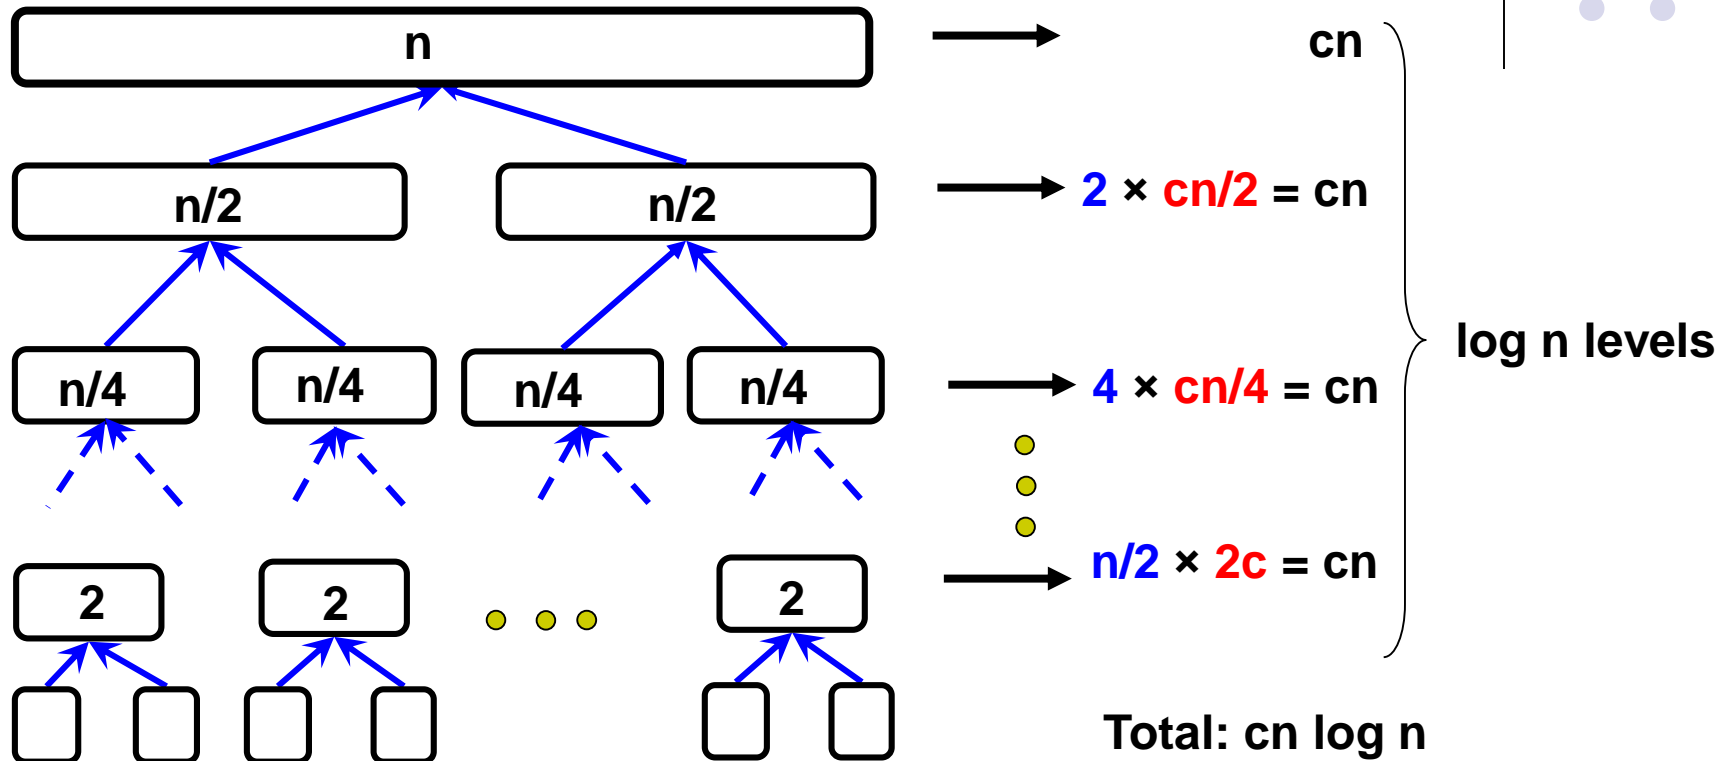 n cn
n/2 n/2 2 × cn/2 = cn
log n levels
n/4 n/4 n/4 n/4 4 × cn/4 = cn
2 2 2 n/2 × 2c = cn
Total: cn log n